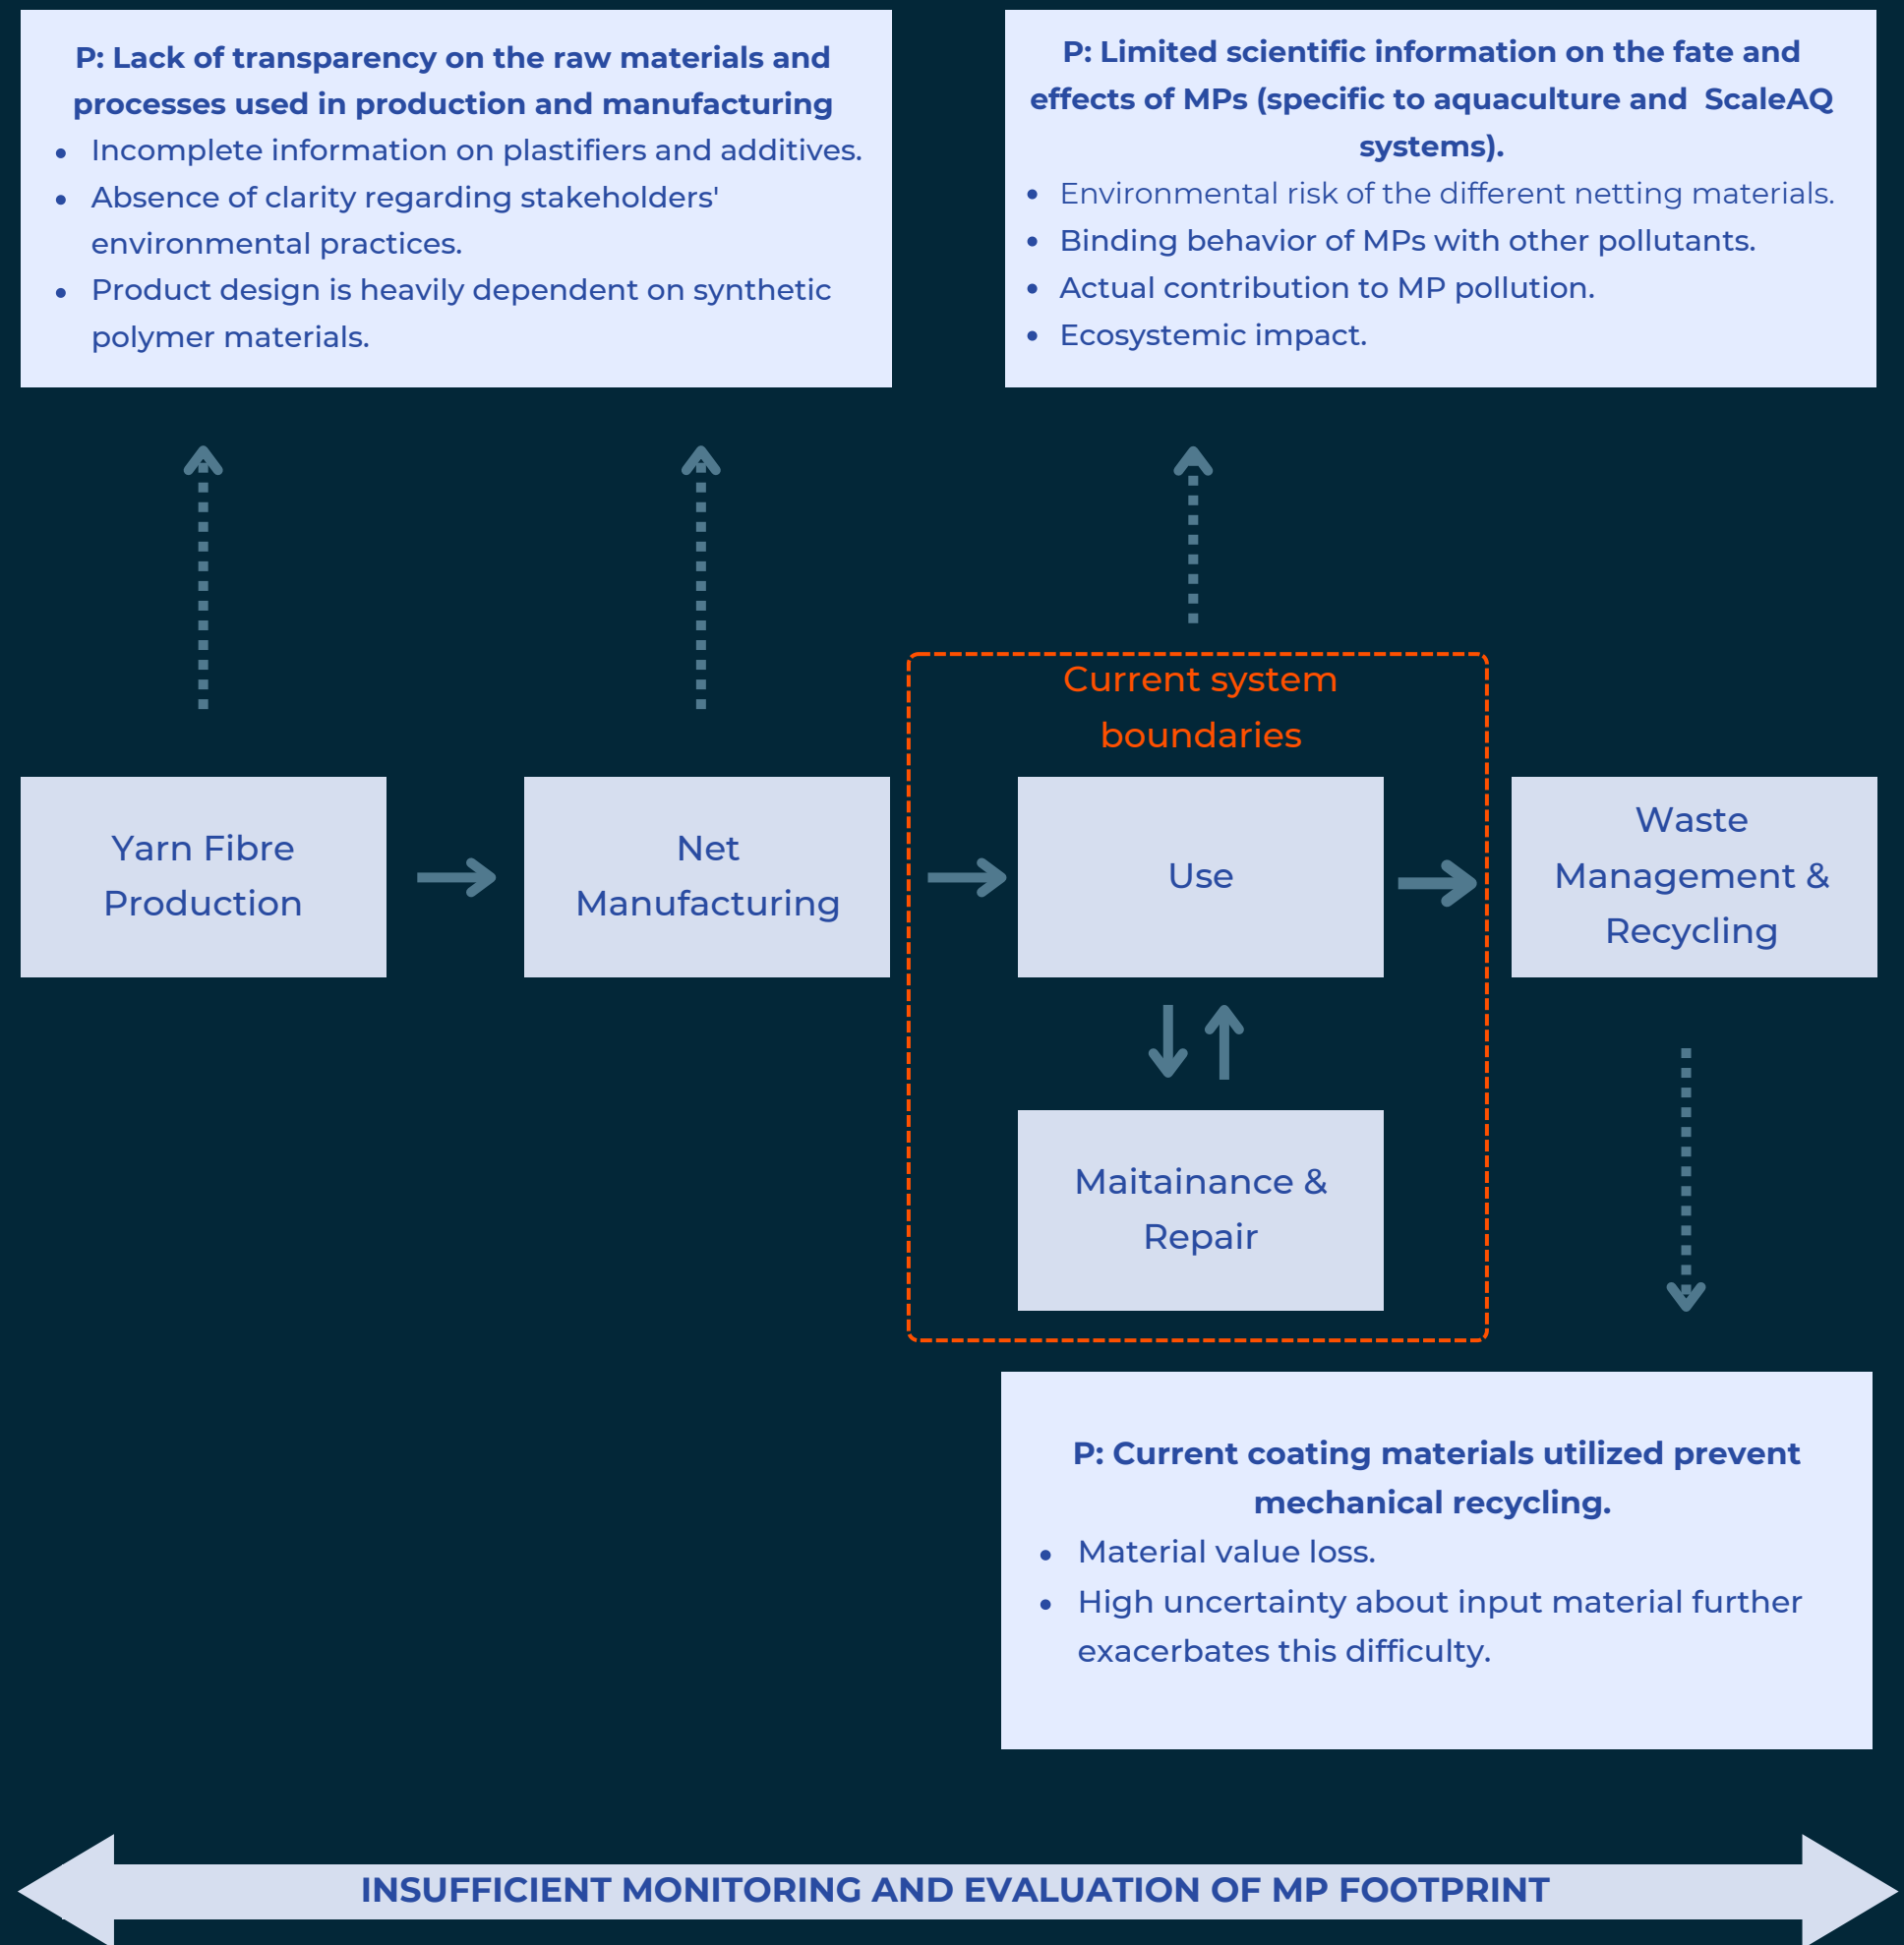 P: Lack of transparency on the raw materials and
processes used in production and manufacturing
• Incomplete information on plastifiers and additives.
• Absence of clarity regarding stakeholders'
environmental practices.
• Product design is heavily dependent on synthetic
polymer materials.
P: Limited scientific information on the fate and
effects of MPs (specific to aquaculture and ScaleAQ
systems).
• Environmental risk of the different netting materials.
• Binding behavior of MPs with other pollutants.
• Actual contribution to MP pollution.
• Ecosystemic impact.
Current system
boundaries
Yarn Fibre
Production
Net
Manufacturing
Use
Waste
Management &
Recycling
Maitainance &
Repair
P: Current coating materials utilized prevent
mechanical recycling.
• Material value loss.
• High uncertainty about input material further
exacerbates this difficulty.
INSUFFICIENT MONITORING AND EVALUATION OF MP FOOTPRINT